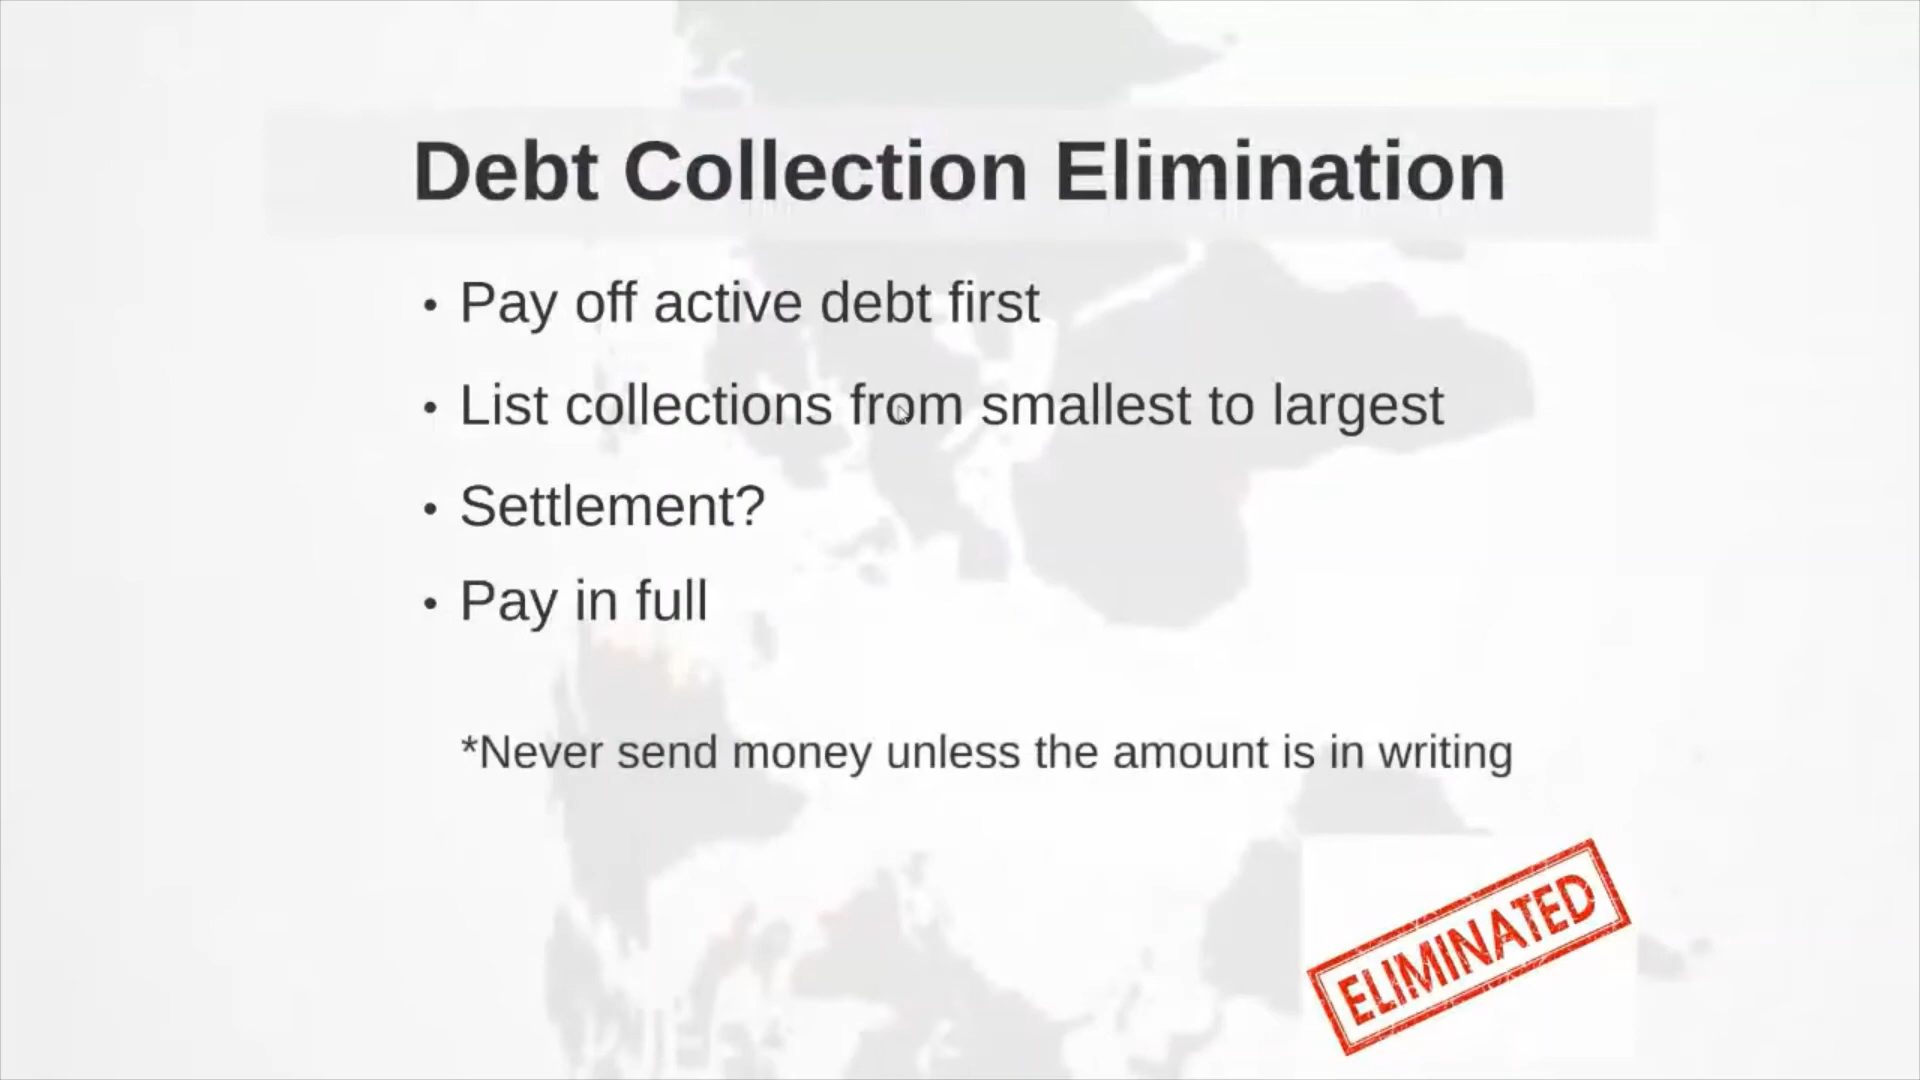 Debt Collection Elimination
• Pay off active debt first
• List collections from smallest to largest
• Settlement?
• Pay in full
*Never send money unless the amount is in writing
ELIMINATED